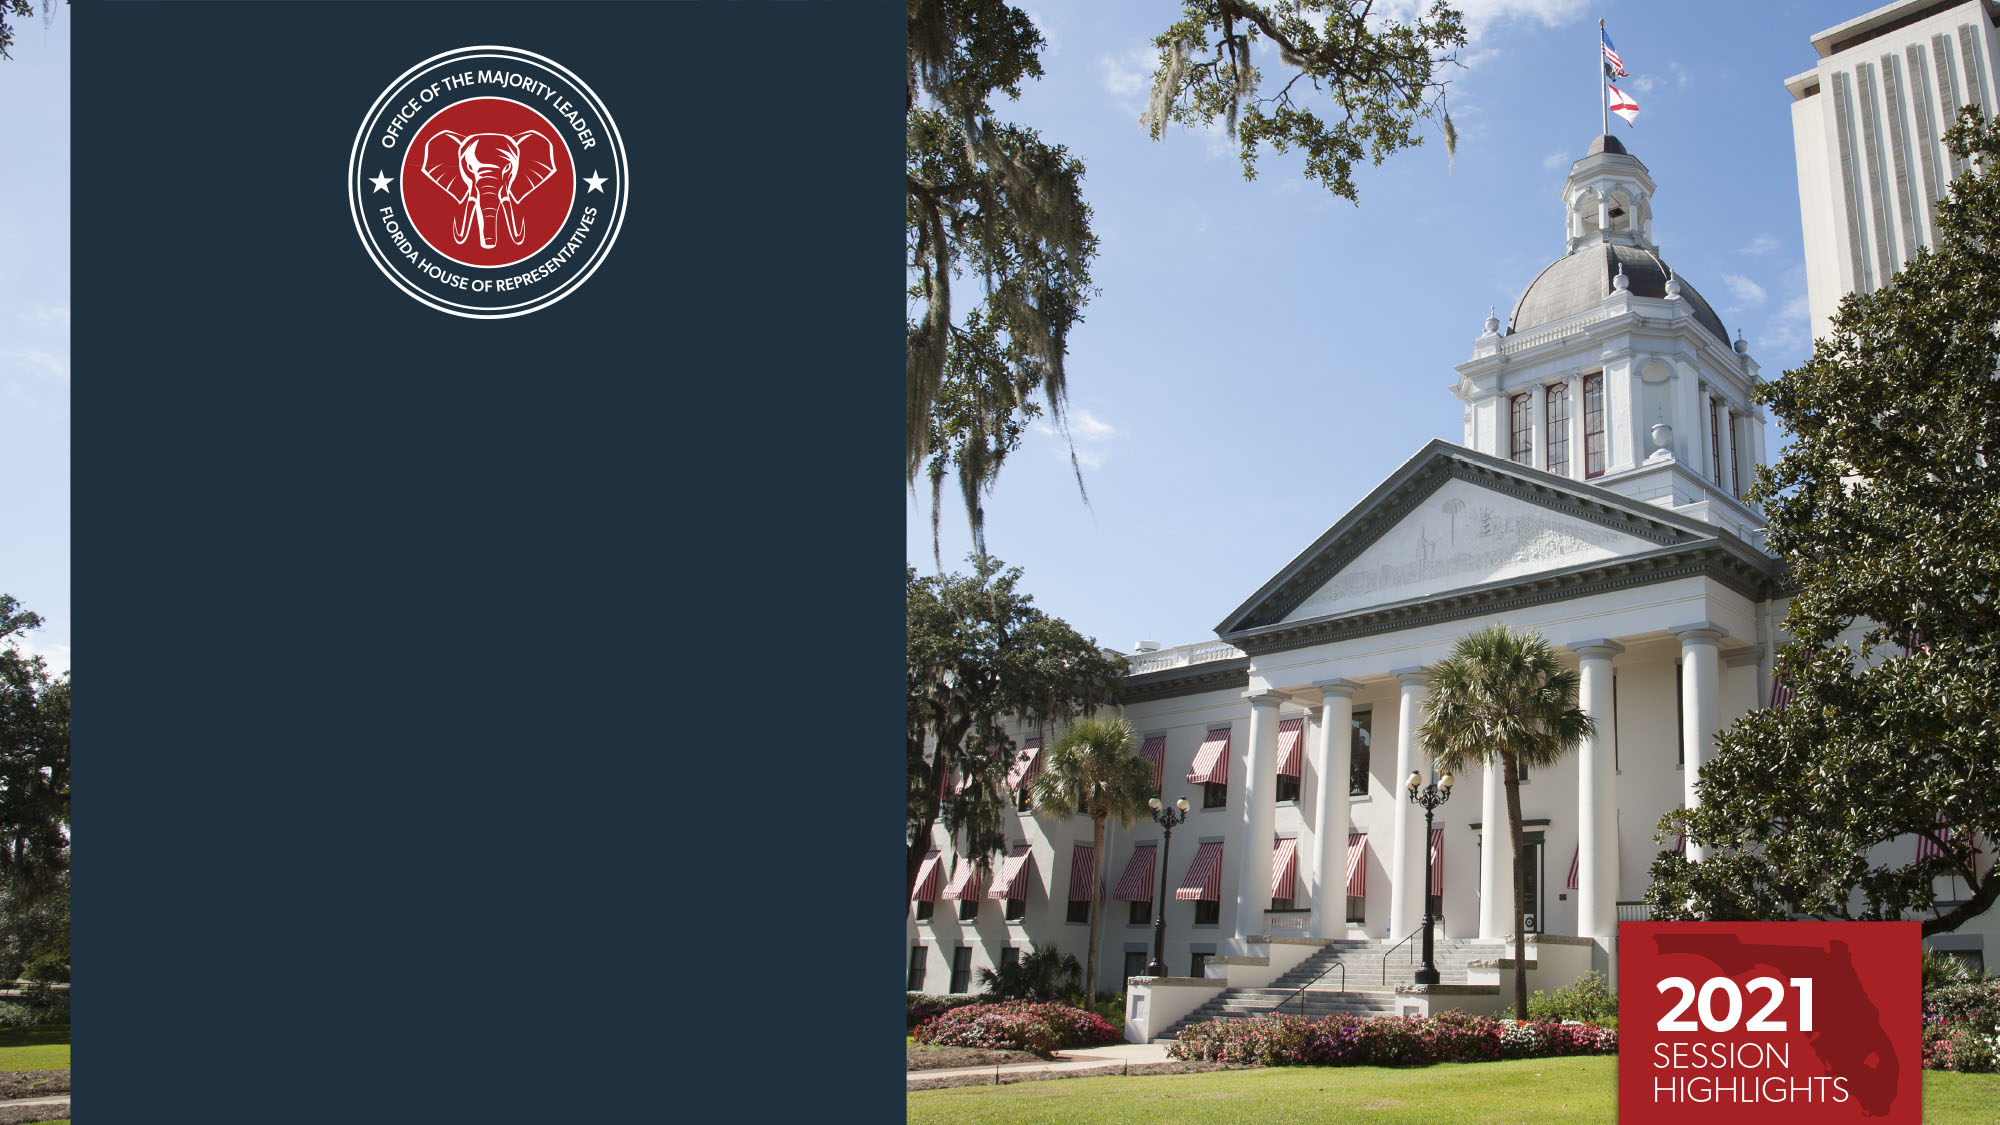 OFFICE OF THE MAJORITY LEADER
FLORIDA HOUSE OF REPRESENTATIVES
2021
SESSION
HIGHLIGHTS